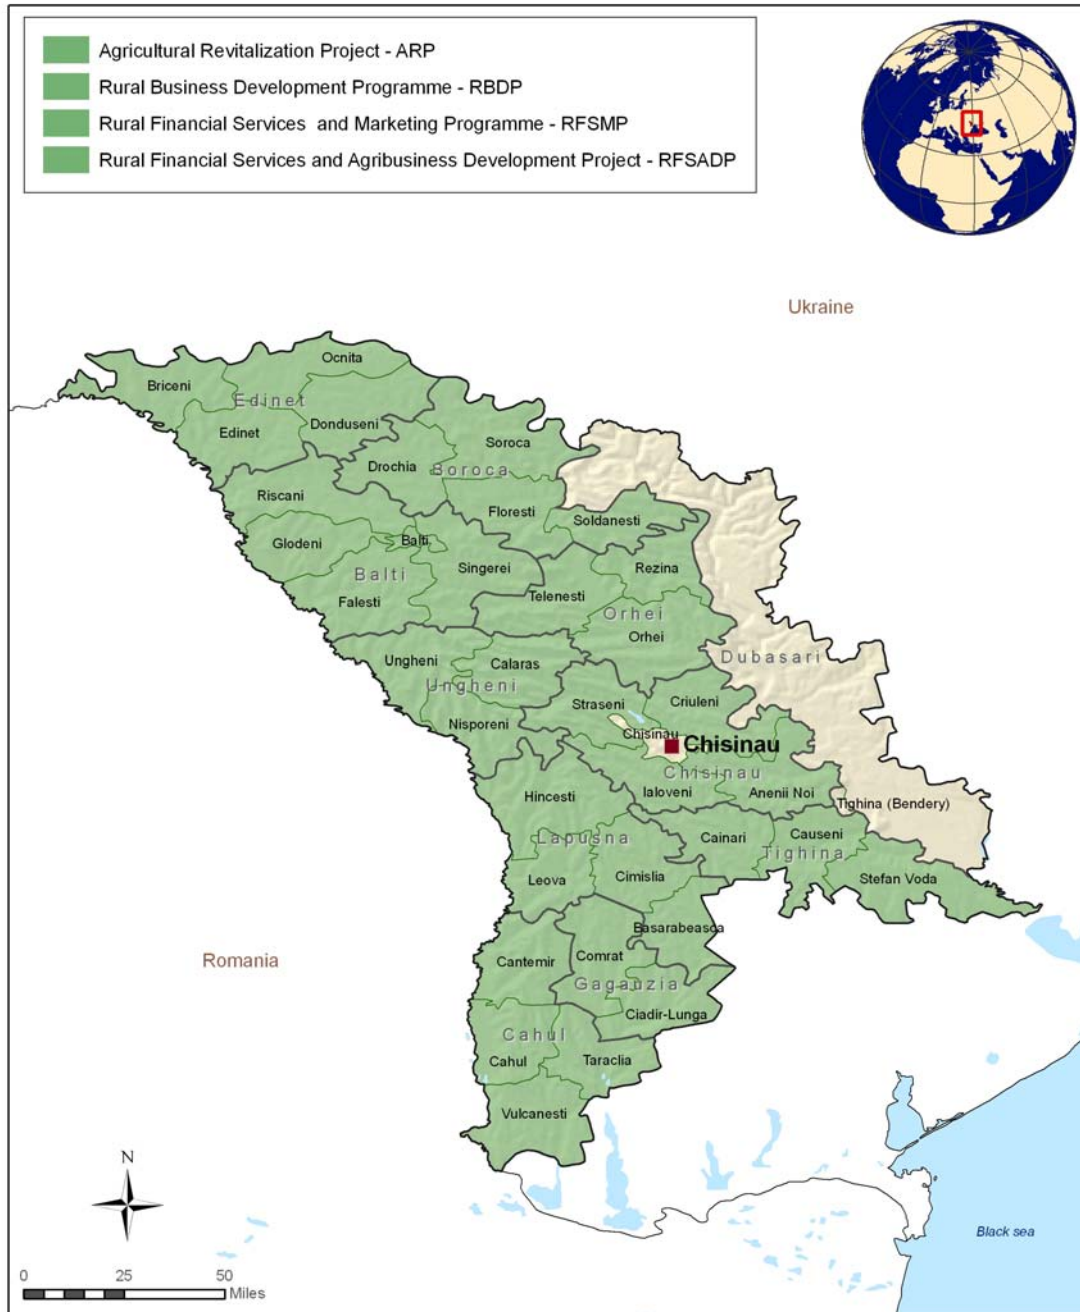 Agricultural Revitalization Project - ARP
Rural Business Development Programme - RBDP
Rural Financial Services and Marketing Programme - RFSMP
Rural Financial Services and Agribusiness Development Project - RFSADP
Ukraine
Ocnita
Briceni
Edinet
Donduseni
Edinet
Soroca
Drochia
Boroca
Riscani
Floresti
Soldanesti
Glodeni
Balti
Singerei
Rezina
Balti
Falesti
Telenesti
Orhei
Orhei
Dubasari
Ungheni
Calaras
Ungheni
Straseni
Criuleni
Nisporeni
Chisinau
Chisinau
Chisinau
Hincesti
Ialoveni
Anenii Noi
Tighina (Bendery)
Lapusna
Cainari
Causeni
Tighina
Leova
Cimislia
Stefan Voda
Basarabeasca
Romania
Cantemir
Comrat
Gagauzia
Ciadir-Lunga
Cahul
Cahul
Taraclia
Vulcanesti
N
Black sea
0 25 50
Miles